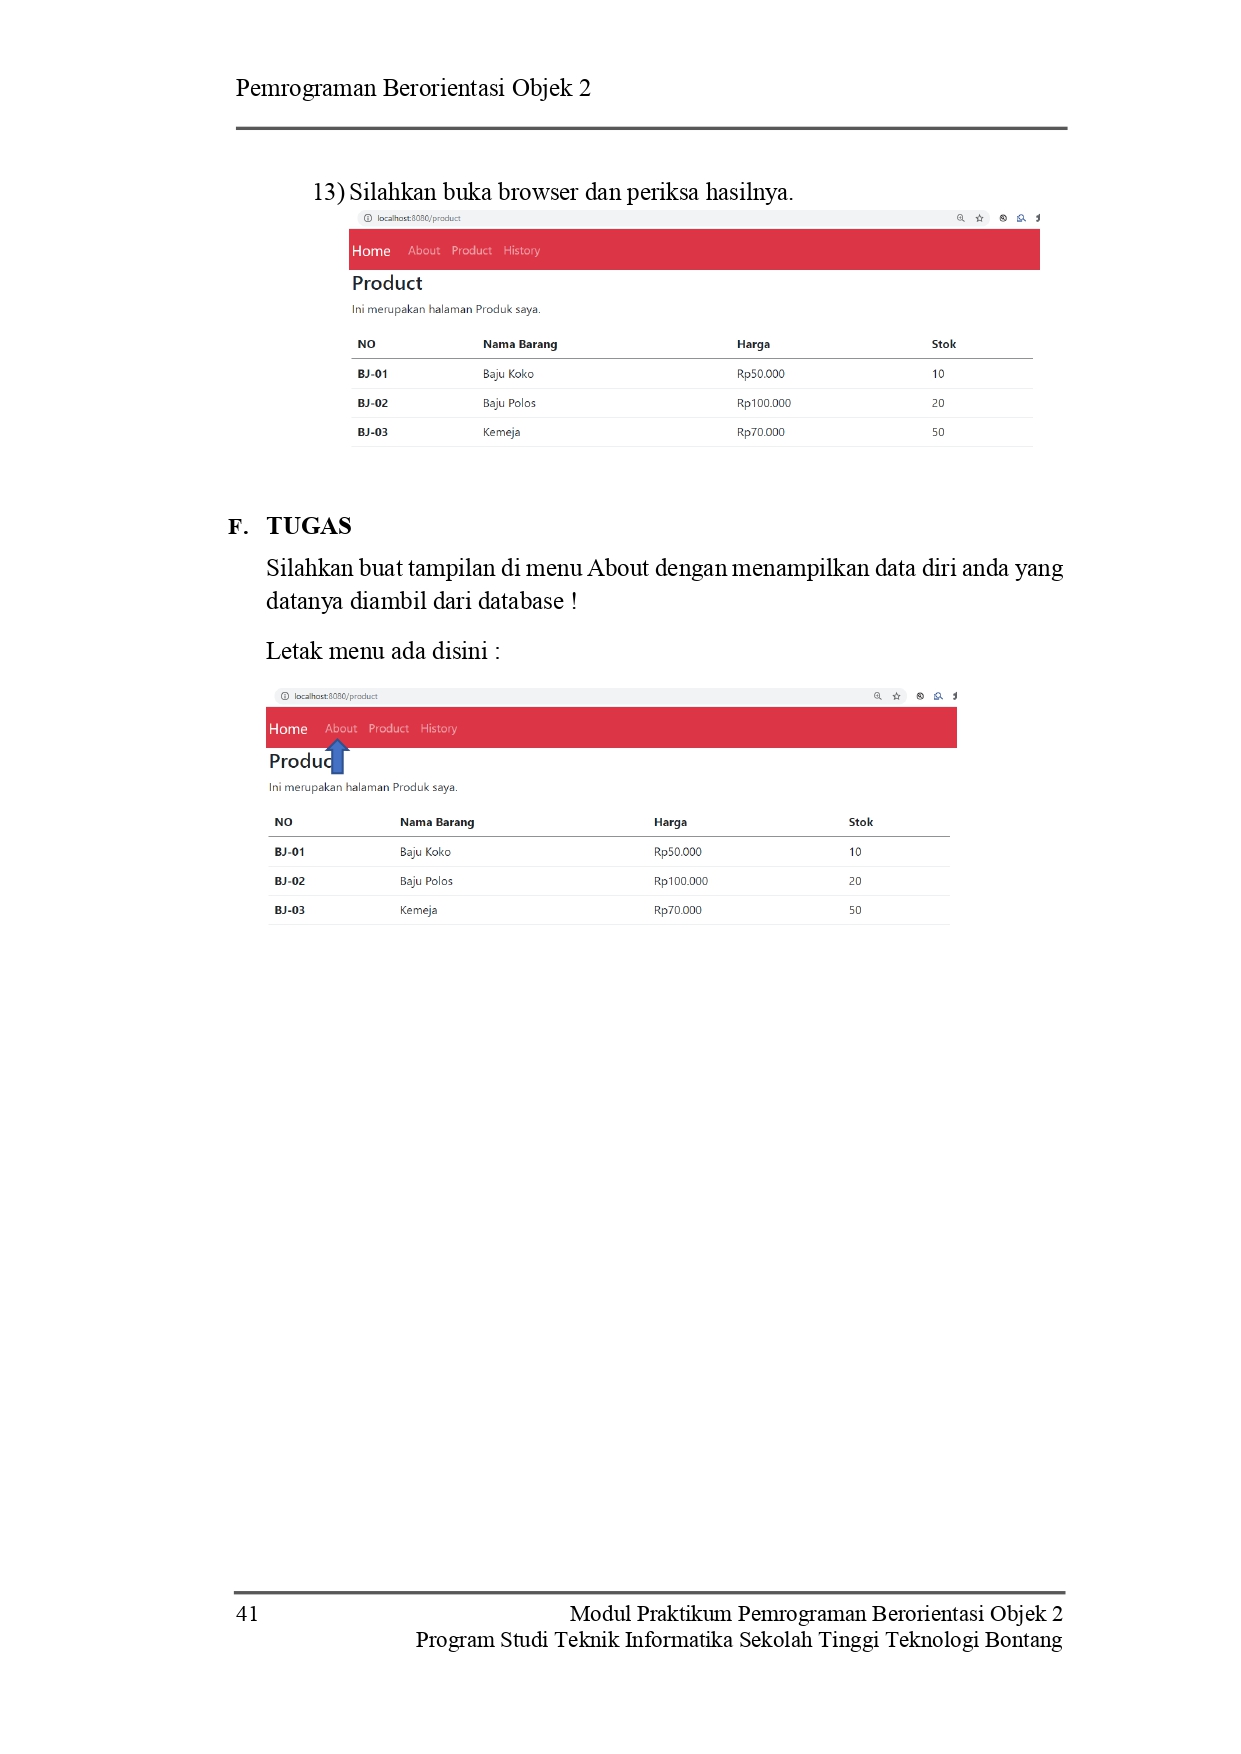 Pemrograman Berorientasi Objek 2
13) Silahkan buka browser dan periksa hasilnya.
localhost:8080/product
Home About Product History
Product
Ini merupakan halaman Produk saya.
NO Nama Barang Harga Stok
BJ-01 Baju Koko Rp50.000 10
BJ-02 Baju Polos Rp100.000 20
BJ-03 Kemeja Rp70.000 50
F. TUGAS
Silahkan buat tampilan di menu About dengan menampilkan data diri anda yang
datanya diambil dari database !
Letak menu ada disini :
localhost:8080/product
Home About Product History
Produc
Ini merupakan halaman Produk saya.
NO Nama Barang Harga Stok
BJ-01 Baju Koko Rp50.000 10
BJ-02 Baju Polos Rp100.000 20
BJ-03 Kemeja Rp70.000 50
41 Modul Praktikum Pemrograman Berorientasi Objek 2
Program Studi Teknik Informatika Sekolah Tinggi Teknologi Bontang